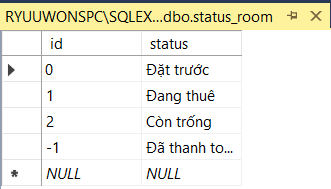 RYUUWONSPC\SQLEX...dbo.status_room
id status
0 Đặt trước
1 Đang thuê
2 Còn trống
-1 Đã thanh to...
NULL NULL